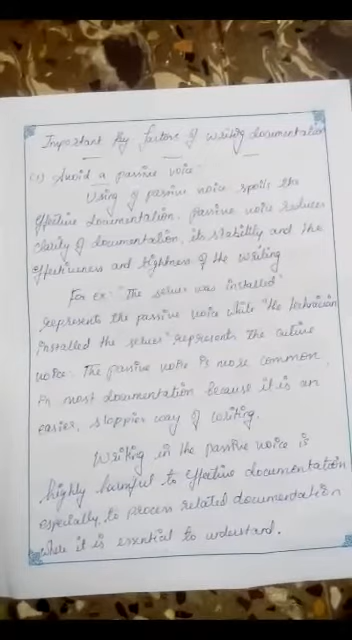 Important Key factors of writing documentation
(1) Avoid a passive voice:-
Using of passive voice spoils the
effective documentation. passive voice reduces
clarity of documentation, its stability and the
effectiveness and tightness of the writing
For ex: "The server was installed"
represents the passive voice while "the technician
installed the server" represents the active
voice. The passive voice is more common
in most documentation because it is an
easier, sloppier way of writing.
Writing in the passive voice is
highly harmful to effective documentation
especially, to process related documentation
where it is essential to understand.